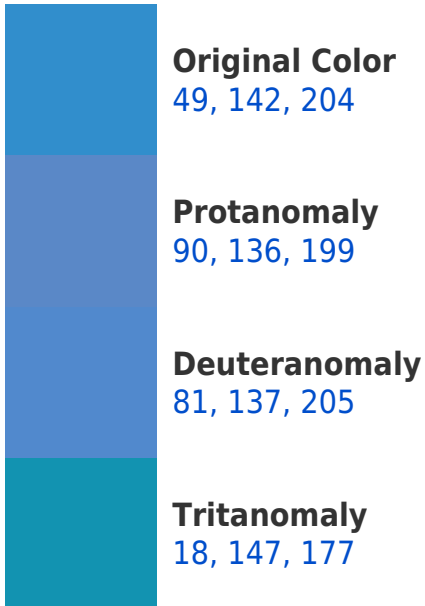 Original Color
49, 142, 204
Protanomaly
90, 136, 199
Deuteranomaly
81, 137, 205
Tritanomaly
18, 147, 177